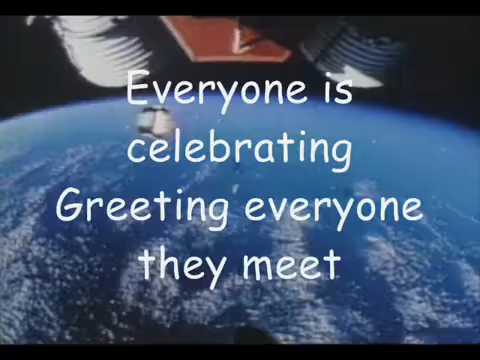 Everyone is
celebrating
Greeting everyone
they meet